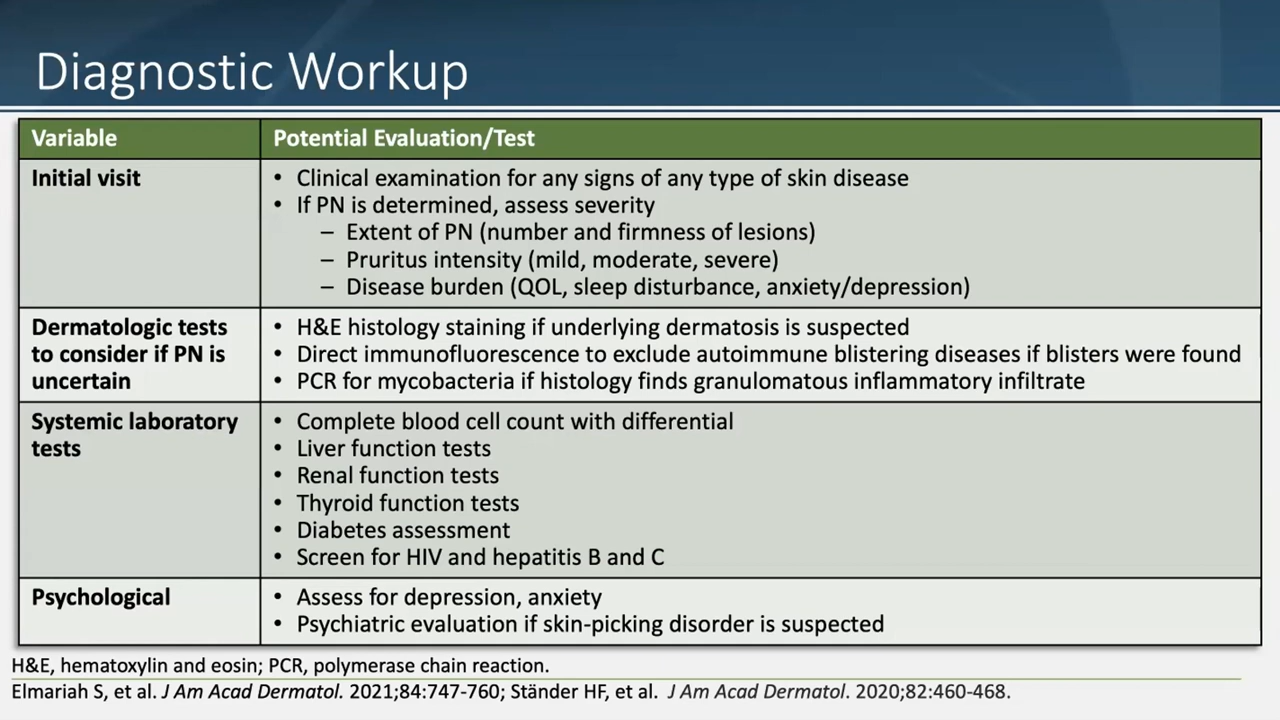 Diagnostic Workup
Variable
Potential Evaluation/Test
Initial visit
• Clinical examination for any signs of any type of skin disease
• If PN is determined, assess severity
– Extent of PN (number and firmness of lesions)
– Pruritus intensity (mild, moderate, severe)
– Disease burden (QOL, sleep disturbance, anxiety/depression)
Dermatologic tests
to consider if PN is
uncertain
• H&E histology staining if underlying dermatosis is suspected
• Direct immunofluorescence to exclude autoimmune blistering diseases if blisters were found
• PCR for mycobacteria if histology finds granulomatous inflammatory infiltrate
Systemic laboratory
tests
• Complete blood cell count with differential
• Liver function tests
• Renal function tests
• Thyroid function tests
• Diabetes assessment
• Screen for HIV and hepatitis B and C
Psychological
• Assess for depression, anxiety
• Psychiatric evaluation if skin-picking disorder is suspected
H&E, hematoxylin and eosin; PCR, polymerase chain reaction.
Elmariah S, et al. J Am Acad Dermatol. 2021;84:747-760; Ständer HF, et al. J Am Acad Dermatol. 2020;82:460-468.